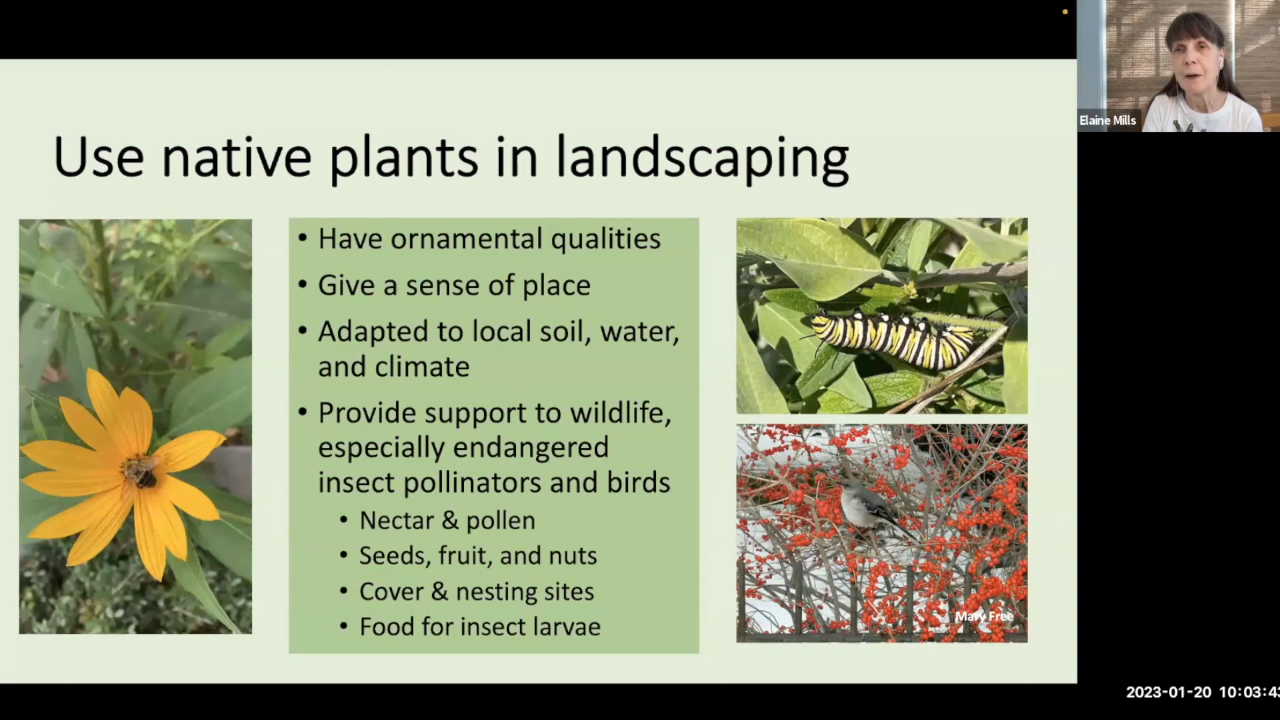 Elaine Mills
Use native plants in landscaping
• Have ornamental qualities
• Give a sense of place
• Adapted to local soil, water,
and climate
• Provide support to wildlife,
especially endangered
insect pollinators and birds
• Nectar & pollen
• Seeds, fruit, and nuts
• Cover & nesting sites
• Food for insect larvae
Mary Free
2023-01-20 10:03:43